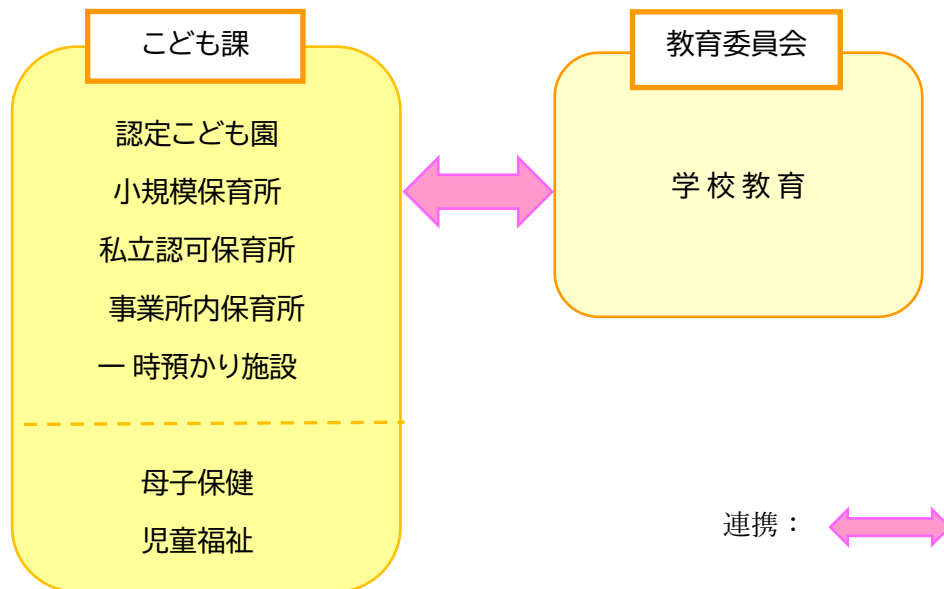 こども課
認定こども園
小規模保育所
私立認可保育所
事業所内保育所
一時預かり施設
母子保健
児童福祉
教育委員会
学校教育
連携：